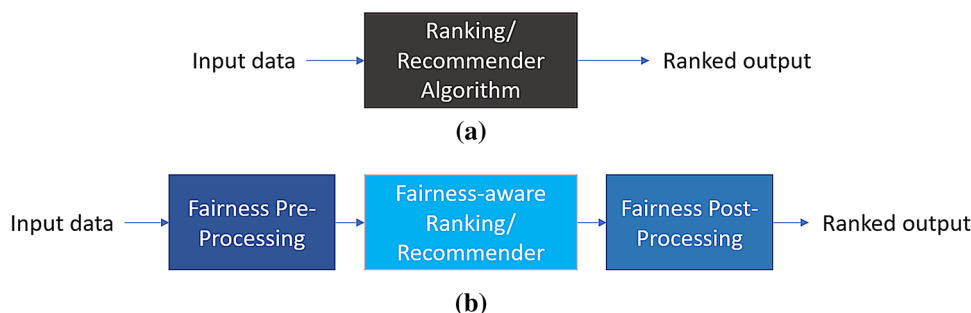 Input data
Ranking/
Recommender
Algorithm
Ranked output
(a)
Input data
Fairness Pre-
Processing
Fairness-aware
Ranking/
Recommender
Fairness Post-
Processing
Ranked output
(b)